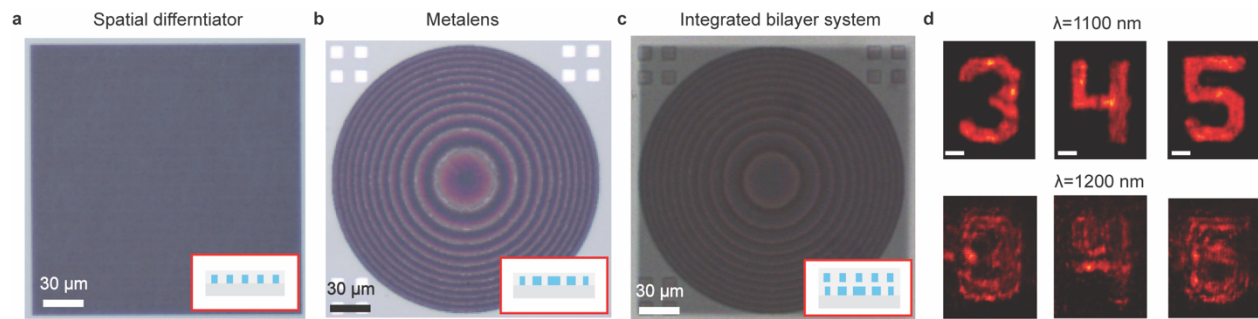 a Spatial differntiator
b Metalens
c Integrated bilayer system
d λ=1100 nm
λ=1200 nm
30 µm
30 µm
30 µm